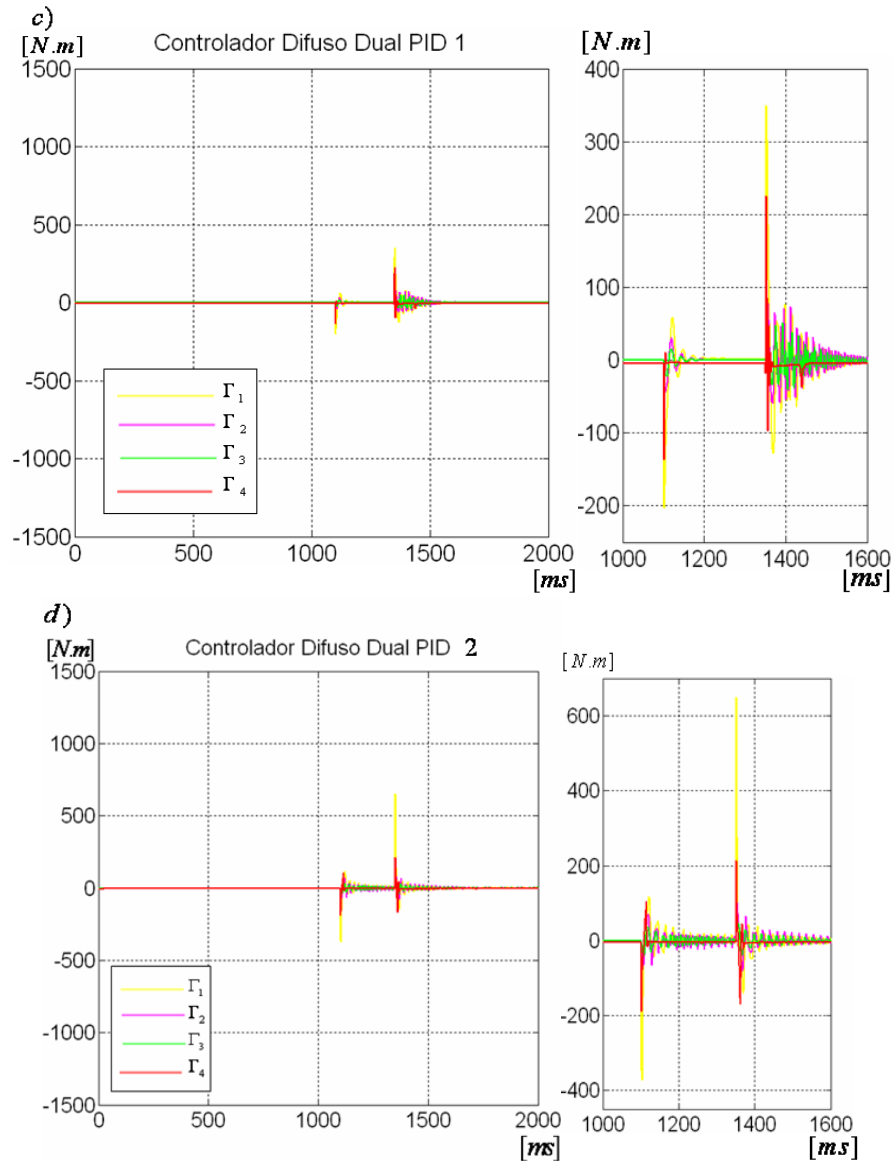 c)
[N.m]
Controlador Difuso Dual PID 1
1500
1000
500
0
-500
-1000
-1500
0
500
1000
1500
2000
[ms]
Γ1
Γ2
Γ3
Γ4
[N.m]
400
300
200
100
0
-100
-200
1000
1200
1400
1600
[ms]
d)
[N.m]
Controlador Difuso Dual PID 2
1500
1000
500
0
-500
-1000
-1500
0
500
1000
1500
2000
[ms]
Γ1
Γ2
Γ3
Γ4
[N.m]
600
400
200
0
-200
-400
1000
1200
1400
1600
[ms]